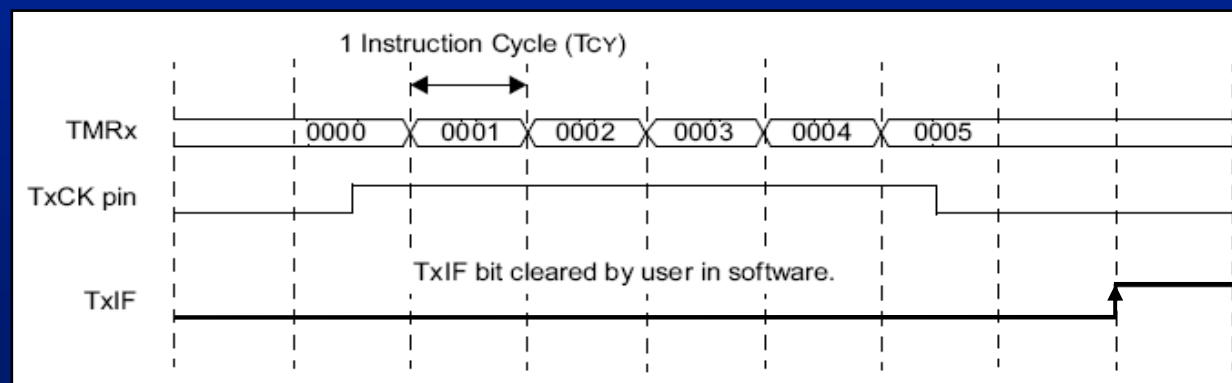 1 Instruction Cycle (TCY)
TMRx 0000 0001 0002 0003 0004 0005
TxCK pin
TxIF bit cleared by user in software.
TxIF